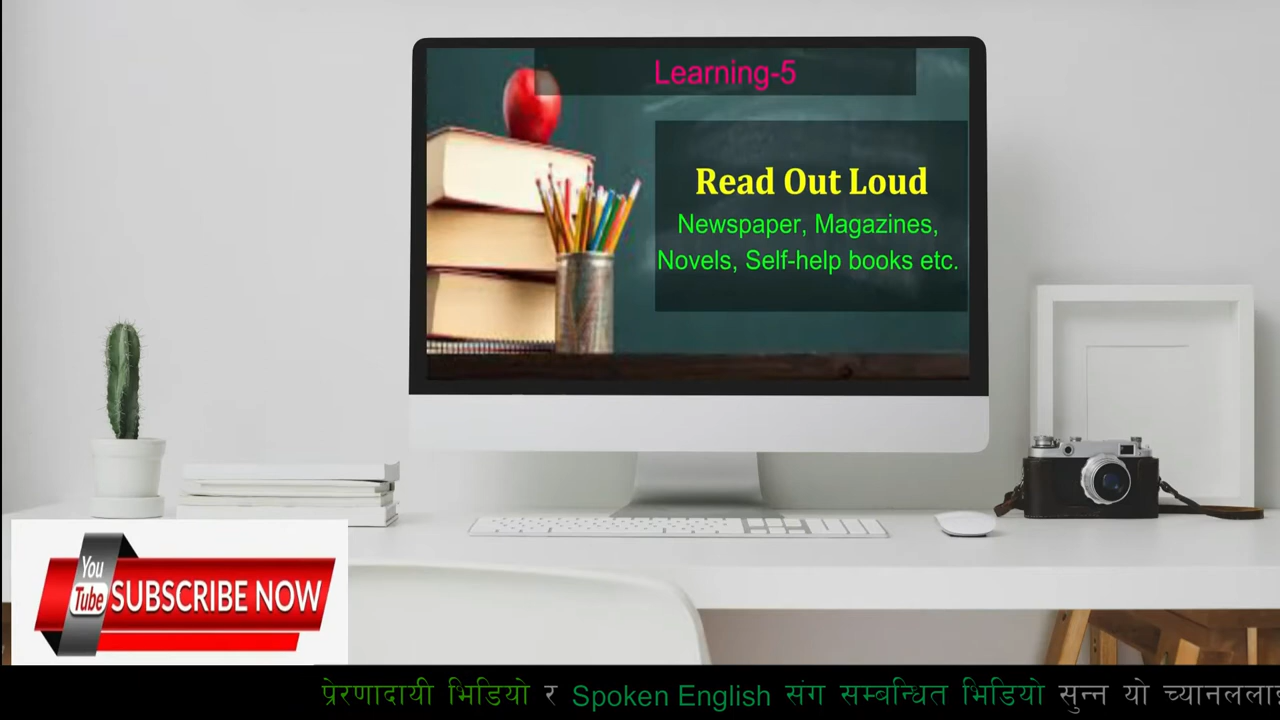 Learning-5
Read Out Loud
Newspaper, Magazines,
Novels, Self-help books etc.
You
Tube
SUBSCRIBE NOW
प्रेरणादायी भिडियो र Spoken English संग सम्बन्धित भिडियो सुन्न यो च्यानललाई